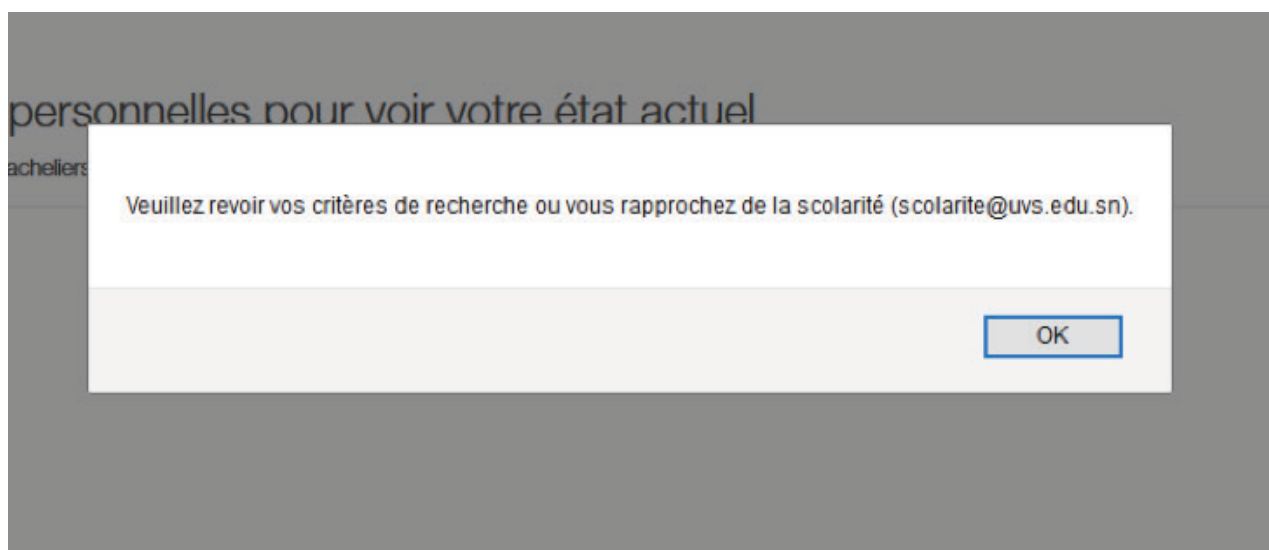 personnelles pour voir votre état actuel
acheliers
Veuillez revoir vos critères de recherche ou vous rapprochez de la scolarité (scolarite@uvs.edu.sn).
OK